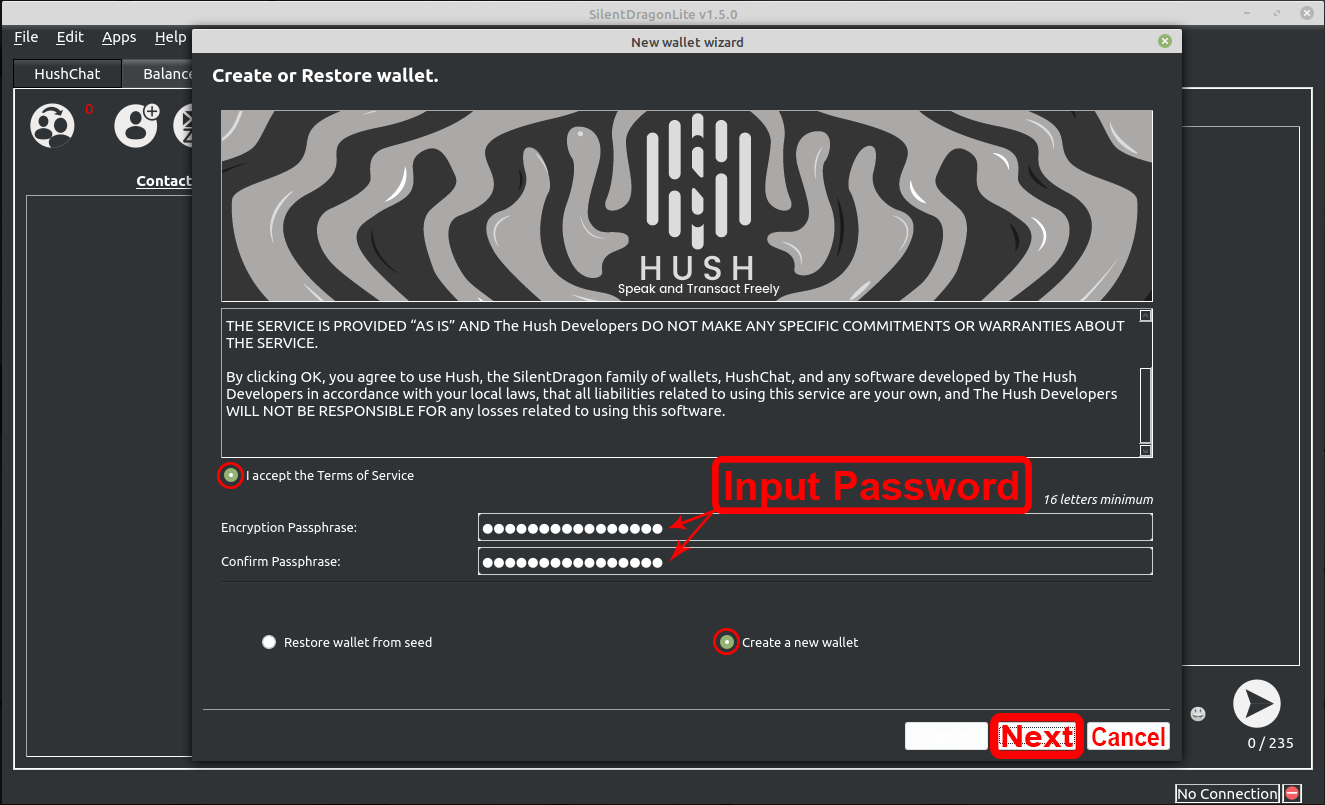 SilentDragonLite v1.5.0
File Edit Apps Help
New wallet wizard
HushChat
Balance
Create or Restore wallet.
0
Contact
HUSH
Speak and Transact Freely
THE SERVICE IS PROVIDED “AS IS” AND The Hush Developers DO NOT MAKE ANY SPECIFIC COMMITMENTS OR WARRANTIES ABOUT
THE SERVICE.
By clicking OK, you agree to use Hush, the SilentDragon family of wallets, HushChat, and any software developed by The Hush
Developers in accordance with your local laws, that all liabilities related to using this service are your own, and The Hush Developers
WILL NOT BE RESPONSIBLE FOR any losses related to using this software.
I accept the Terms of Service
Input Password
16 letters minimum
Encryption Passphrase:
Confirm Passphrase:
Restore wallet from seed
Create a new wallet
Next
Cancel
0 / 235
No Connection